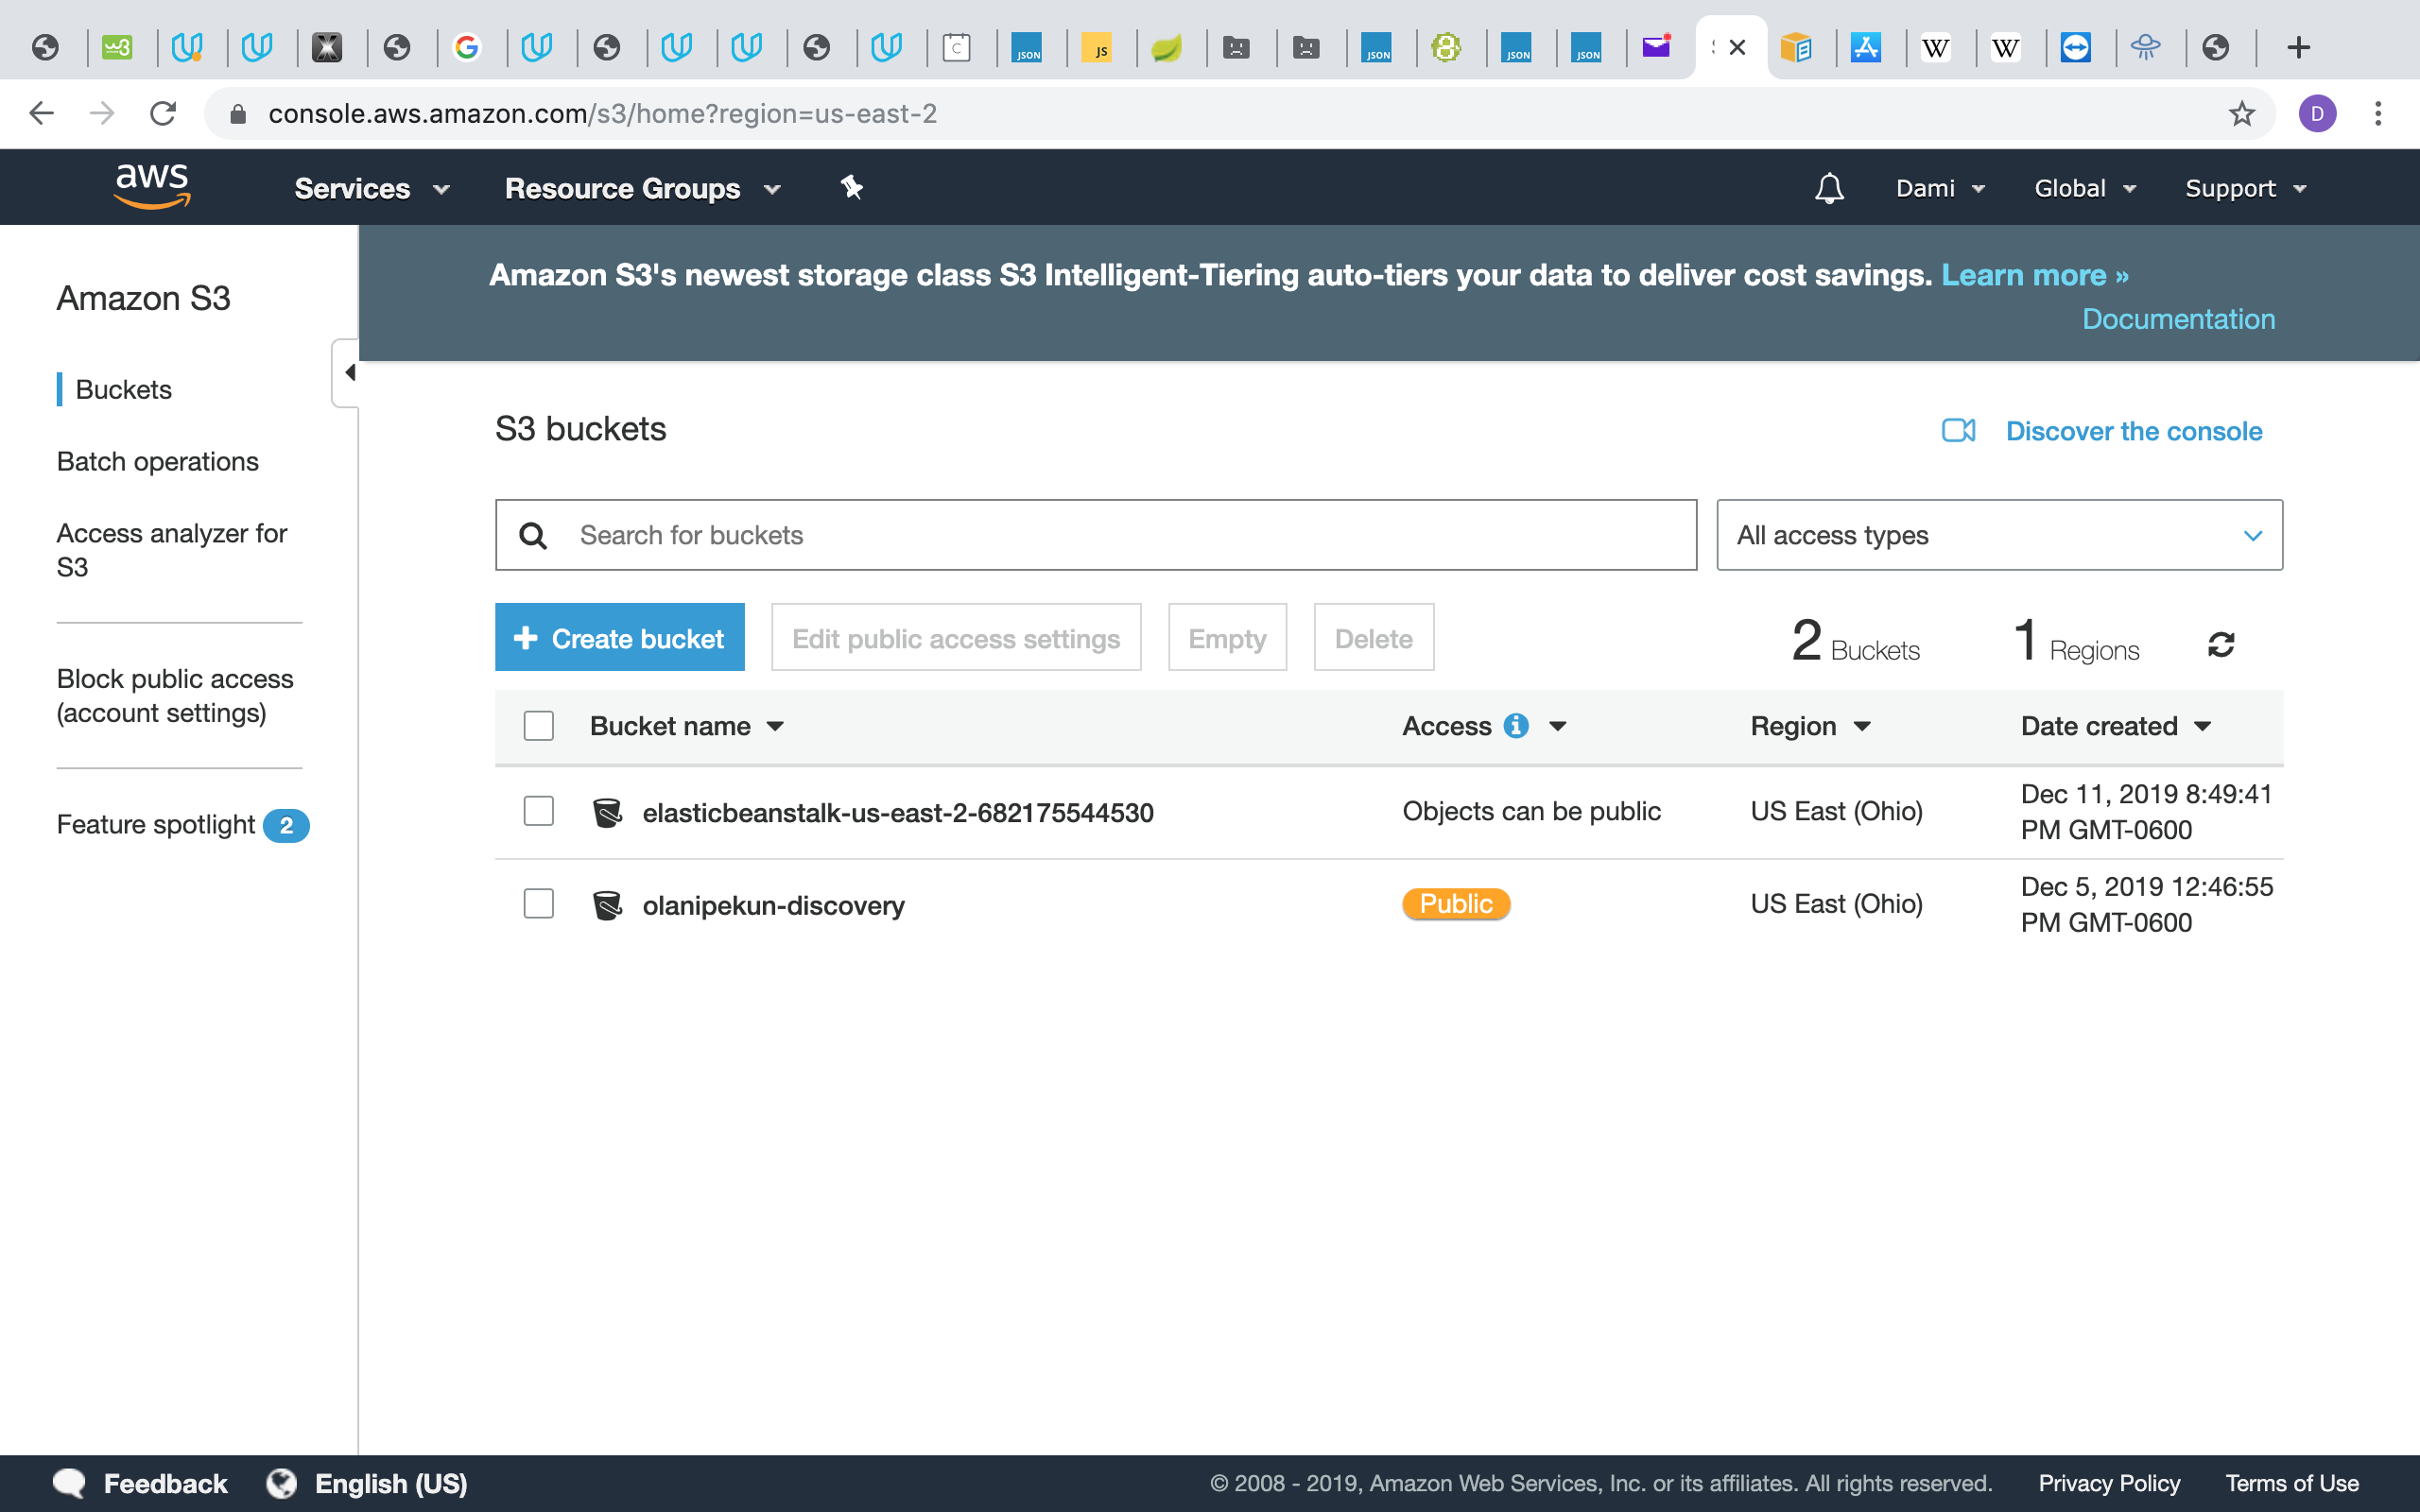 W3
JS
JSON
JSON
JSON
JSON
W
W
console.aws.amazon.com/s3/home?region=us-east-2
D
aws
Services
Resource Groups
Dami
Global
Support
Amazon S3's newest storage class S3 Intelligent-Tiering auto-tiers your data to deliver cost savings. Learn more »
Documentation
Amazon S3
Buckets
Batch operations
Access analyzer for
S3
Block public access
(account settings)
Feature spotlight 2
S3 buckets
Discover the console
Search for buckets
All access types
+ Create bucket
Edit public access settings
Empty
Delete
2 Buckets
1 Regions
Bucket name
Access
Region
Date created
elasticbeanstalk-us-east-2-682175544530
Objects can be public
US East (Ohio)
Dec 11, 2019 8:49:41
PM GMT-0600
olanipekun-discovery
Public
US East (Ohio)
Dec 5, 2019 12:46:55
PM GMT-0600
Feedback
English (US)
© 2008 - 2019, Amazon Web Services, Inc. or its affiliates. All rights reserved.
Privacy Policy
Terms of Use